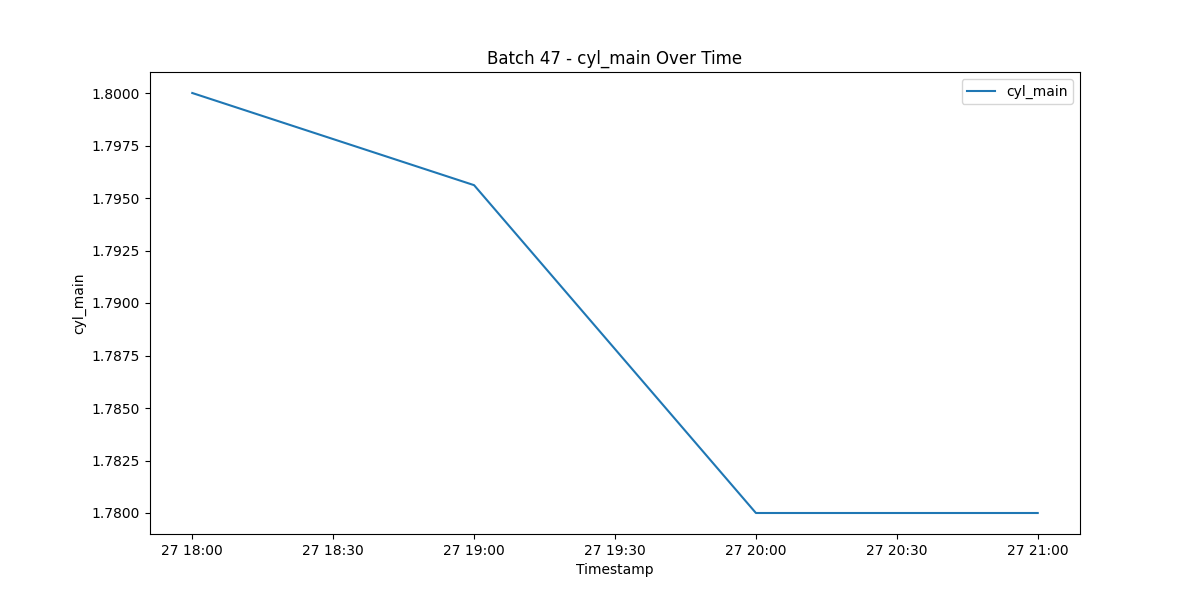 Batch 47 - cyl_main Over Time
cyl_main
1.8000
1.7975
1.7950
1.7925
1.7900
1.7875
1.7850
1.7825
1.7800
cyl_main
27 18:00 27 18:30 27 19:00 27 19:30 27 20:00 27 20:30 27 21:00
Timestamp